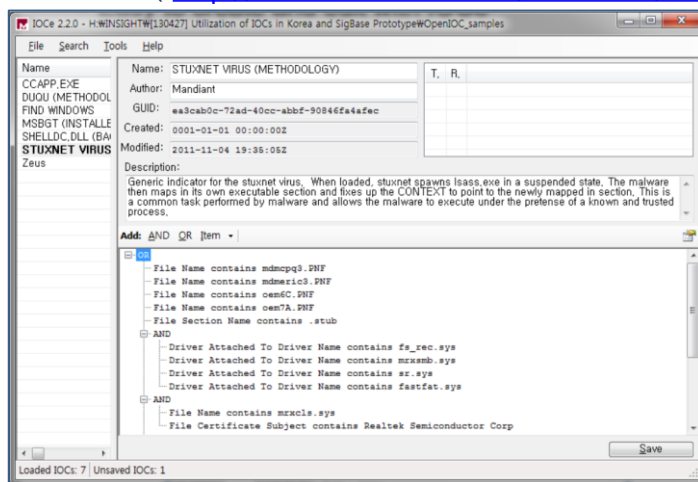 IOCe 2.2.0 - H:₩INSIGHT₩[130427] Utilization of IOCs in Korea and SigBase Prototype₩OpenIOC_samples
File Search Tools Help
Name
CCAPP.EXE
DUQU (METHODOL
FIND WINDOWS
MSBGT (INSTALLE
SHELLDC.DLL (BA
STUXNET VIRUS
Zeus
Name: STUXNET VIRUS (METHODOLOGY)
Author: Mandiant
GUID: ea3cab0c-72ad-40cc-abbf-90846fa4afec
Created: 0001-01-01 00:00:00Z
Modified: 2011-11-04 19:35:05Z
T, R,
Description:
Generic indicator for the stuxnet virus. When loaded, stuxnet spawns lsass.exe in a suspended state. The malware
then maps in its own executable section and fixes up the CONTEXT to point to the newly mapped in section. This is
a common task performed by malware and allows the malware to execute under the pretense of a known and trusted
process.
Add: AND OR Item
OR
File Name contains mdmcpq3.PNF
File Name contains mdmeric3.PNF
File Name contains oem6C.PNF
File Name contains oem7A.PNF
File Section Name contains .stub
AND
Driver Attached To Driver Name contains fs_rec.sys
Driver Attached To Driver Name contains mrxsmb.sys
Driver Attached To Driver Name contains sr.sys
Driver Attached To Driver Name contains fastfat.sys
AND
File Name contains mrxcls.sys
File Certificate Subject contains Realtek Semiconductor Corp
Save
Loaded IOCs: 7 Unsaved IOCs: 1